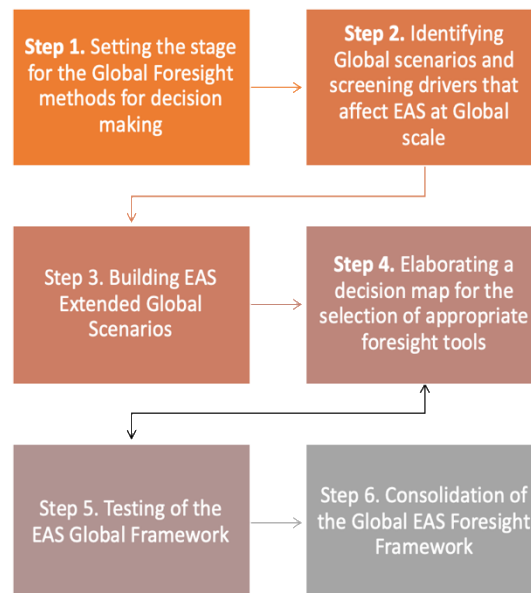 Step 1. Setting the stage
for the Global Foresight
methods for decision
making
Step 2. Identifying
Global scenarios and
screening drivers that
affect EAS at Global
scale
Step 3. Building EAS
Extended Global
Scenarios
Step 4. Elaborating a
decision map for the
selection of appropriate
foresight tools
Step 5. Testing of the
EAS Global Framework
Step 6. Consolidation of
the Global EAS Foresight
Framework